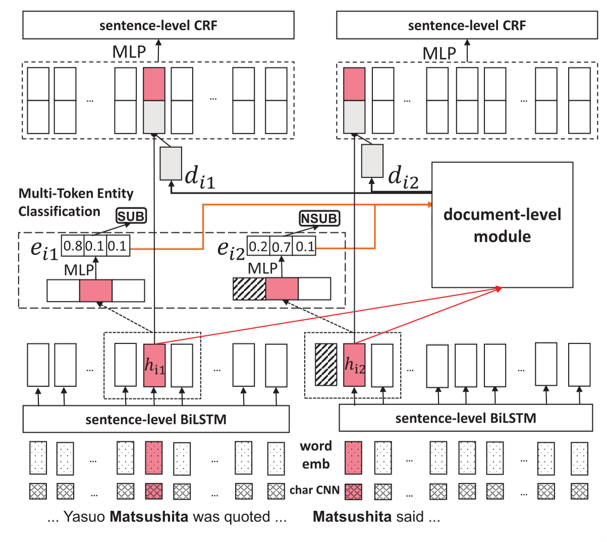 sentence-level CRF
sentence-level CRF
MLP
MLP
...
...
...
...
d_{i1}
d_{i2}
Multi-Token Entity
Classification
SUB
NSUB
document-level
module
e_{i1}
0.8 0.1 0.1
e_{i2}
0.2 0.7 0.1
MLP
MLP
h_{i1}
h_{i2}
...
...
...
sentence-level BiLSTM
sentence-level BiLSTM
word
emb
...
...
...
char CNN
...
...
...
... Yasuo Matsushita was quoted ...
Matsushita said ...